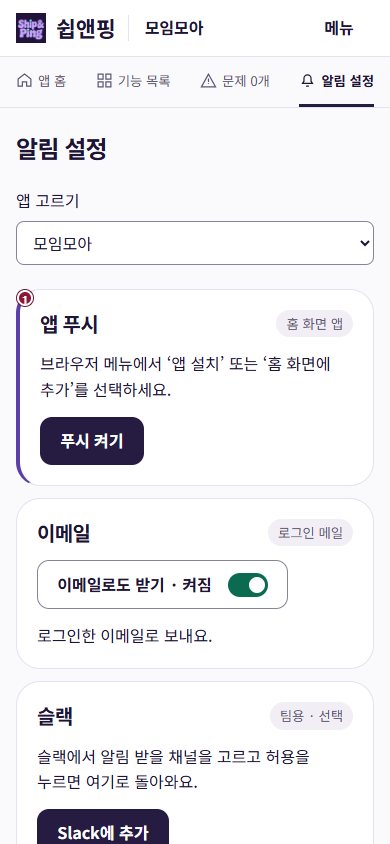 Ship&
Ping
쉽앤핑
모임모아
메뉴
앱 홈
기능 목록
문제 0개
알림 설정
알림 설정
앱 고르기
모임모아
1
앱 푸시
홈 화면 앱
브라우저 메뉴에서 ‘앱 설치’ 또는 ‘홈 화면에
추가’를 선택하세요.
푸시 켜기
이메일
로그인 메일
이메일로도 받기 · 켜짐
로그인한 이메일로 보내요.
슬랙
팀용 · 선택
슬랙에서 알림 받을 채널을 고르고 허용을
누르면 여기로 돌아와요.
Slack에 추가